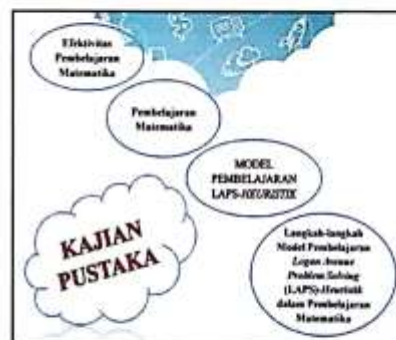 Efektivitas
Pembelajaran
Matematika
Pembelajaran
Matematika
MODEL
PEMBELAJARAN
LAPS-HEURISTIK
KAJIAN
PUSTAKA
Langkah-langkah
Model Pembelajaran
Logan Avenue
Problem Solving
(LAPS)-Heuristik
dalam Pembelajaran
Matematika